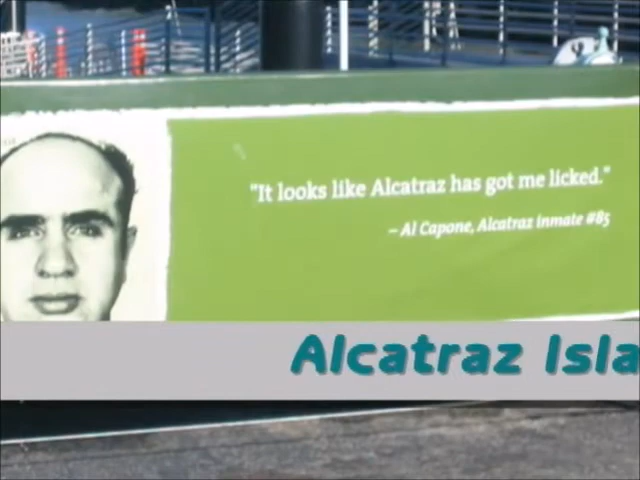 "It looks like Alcatraz has got me licked."
– Al Capone, Alcatraz inmate #85
Alcatraz Isla